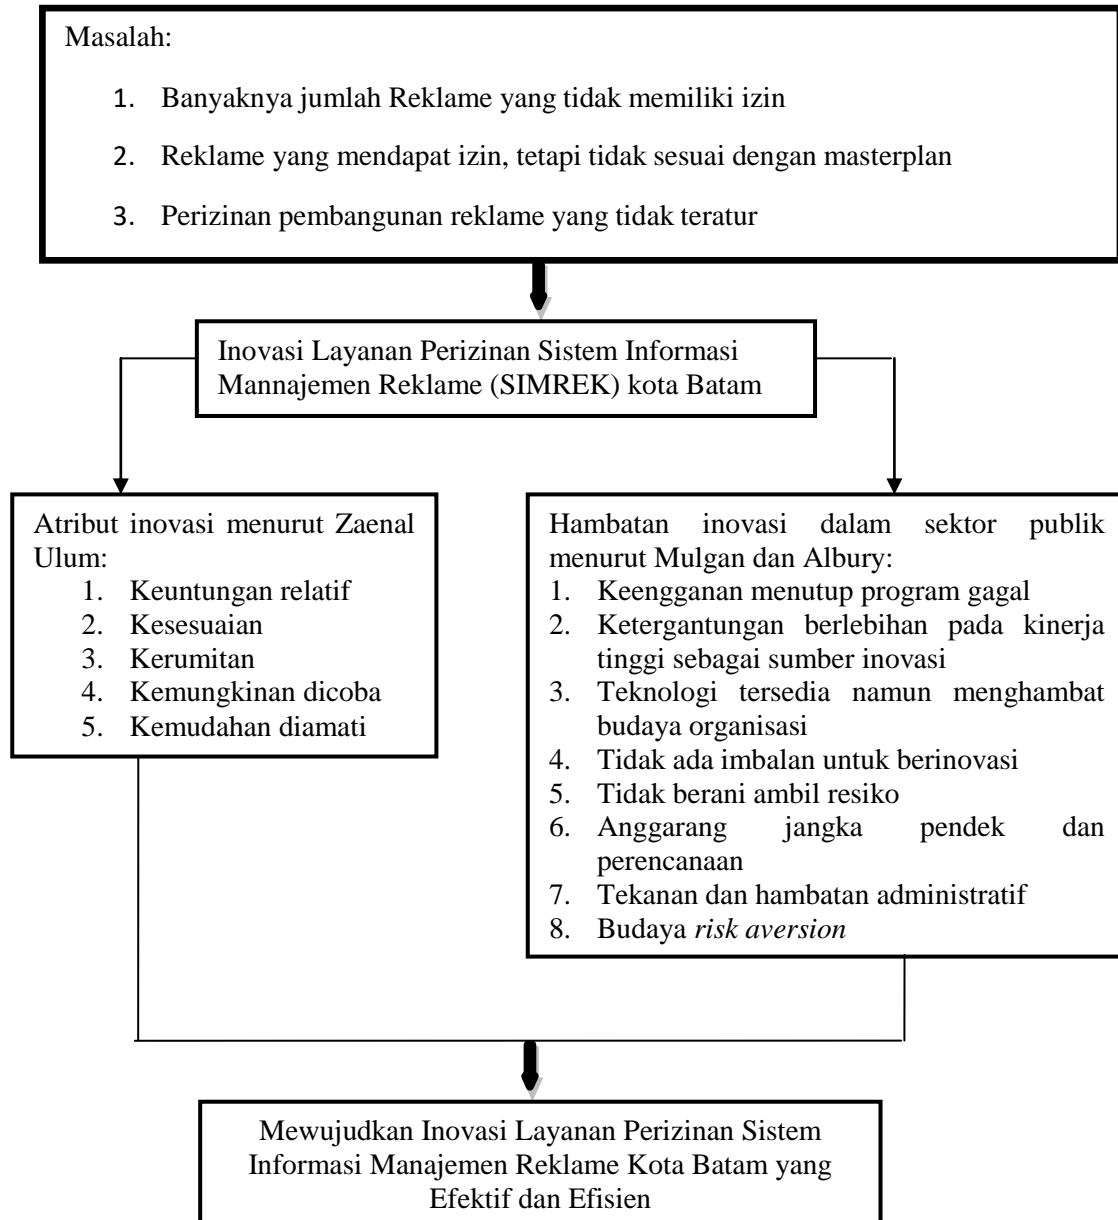 Masalah:
1. Banyaknya jumlah Reklame yang tidak memiliki izin
2. Reklame yang mendapat izin, tetapi tidak sesuai dengan masterplan
3. Perizinan pembangunan reklame yang tidak teratur
Inovasi Layanan Perizinan Sistem Informasi
Mannajemen Reklame (SIMREK) kota Batam
Atribut inovasi menurut Zaenal
Ulum:
1. Keuntungan relatif
2. Kesesuaian
3. Kerumitan
4. Kemungkinan dicoba
5. Kemudahan diamati
Hambatan inovasi dalam sektor publik
menurut Mulgan dan Albury:
1. Keengganan menutup program gagal
2. Ketergantungan berlebihan pada kinerja
tinggi sebagai sumber inovasi
3. Teknologi tersedia namun menghambat
budaya organisasi
4. Tidak ada imbalan untuk berinovasi
5. Tidak berani ambil resiko
6. Anggarang jangka pendek dan
perencanaan
7. Tekanan dan hambatan administratif
8. Budaya risk aversion
Mewujudkan Inovasi Layanan Perizinan Sistem
Informasi Manajemen Reklame Kota Batam yang
Efektif dan Efisien